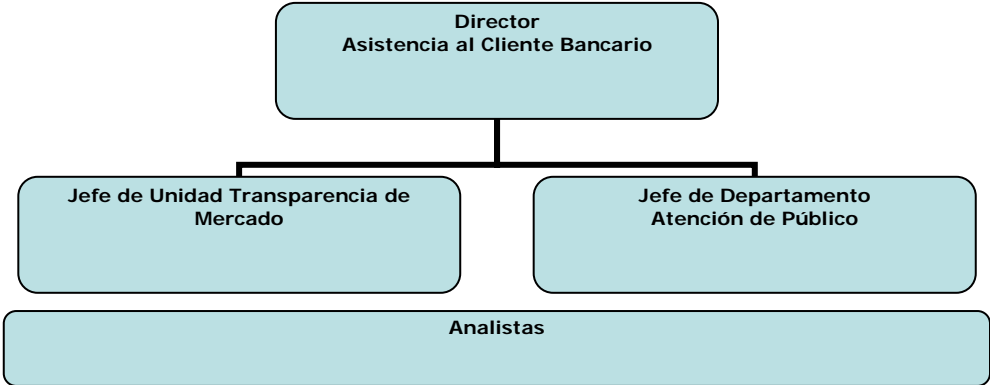 Director
Asistencia al Cliente Bancario
Jefe de Unidad Transparencia de
Mercado
Jefe de Departamento
Atención de Público
Analistas